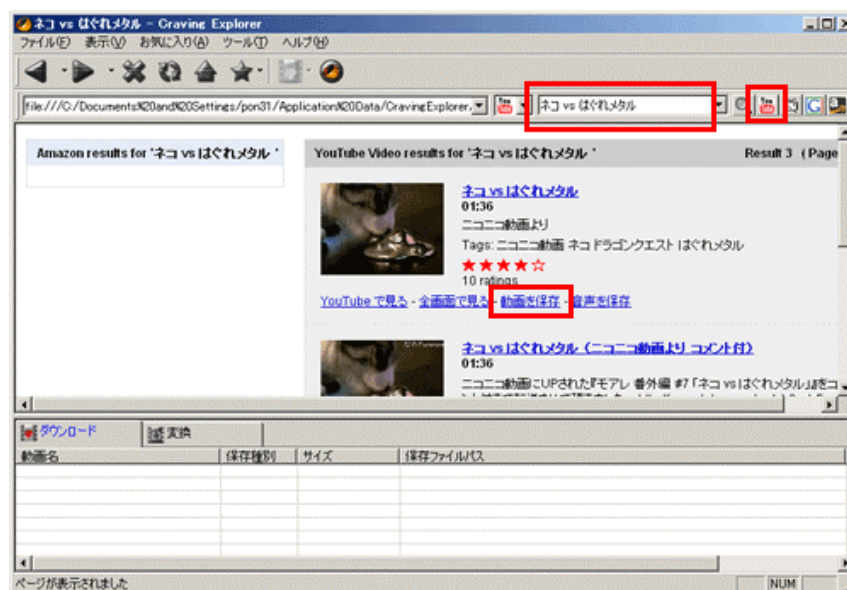 ネコ vs はぐれメタル - Craving Explorer
ファイル(F) 表示(V) お気に入り(A) ツール(T) ヘルプ(H)
file:///C:/Documents%20and%20Settings/pon31/Application%20Data/CravingExplorer, ネコ vs はぐれメタル
Amazon results for 'ネコ vs はぐれメタル '
YouTube Video results for 'ネコ vs はぐれメタル ' Result 3 (Page
ネコ vs はぐれメタル
01:36
ニコニコ動画より
Tags: ニコニコ動画 ネコ ドラゴンクエスト はぐれメタル
★★★★☆
10 ratings
YouTube で見る - 全画面で見る - 動画を保存 - 音声を保存
ネコ vs はぐれメタル (ニコニコ動画より コメント付)
01:36
ニコニコ動画にUPされた『モアレ 番外編 #7「ネコ vs はぐれメタル」』をコ
ダウンロード 変換
動画名 保存種別 サイズ 保存ファイルパス
ページが表示されました NUM